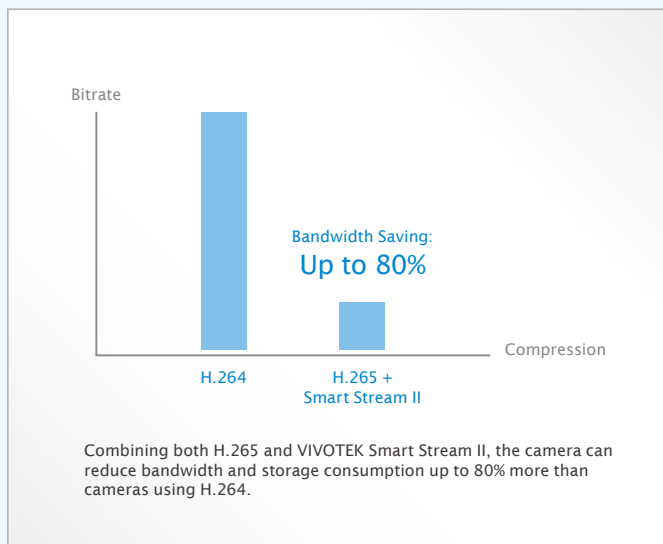 Bitrate
Bandwidth Saving:
Up to 80%
Compression
H.264
H.265 +
Smart Stream II
Combining both H.265 and VIVOTEK Smart Stream II, the camera can
reduce bandwidth and storage consumption up to 80% more than
cameras using H.264.